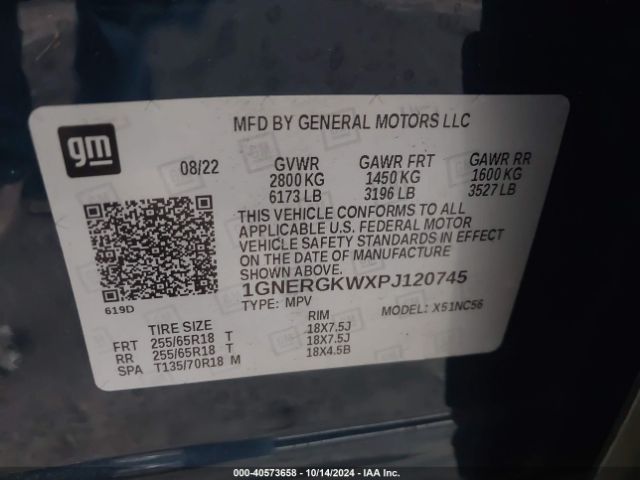 gm
MFD BY GENERAL MOTORS LLC
08/22
GVWR GAWR FRT GAWR RR
2800 KG 1450 KG 1600 KG
6173 LB 3196 LB 3527 LB
THIS VEHICLE CONFORMS TO ALL
APPLICABLE U.S. FEDERAL MOTOR
VEHICLE SAFETY STANDARDS IN EFFECT
ON THE DATE OF MANUFACTURE
SHOWN ABOVE.
1GNERGKWXPJ120745
TYPE: MPV MODEL: X51NC56
619D
TIRE SIZE RIM
FRT 255/65R18 T 18X7.5J
RR 255/65R18 T 18X7.5J
SPA T135/70R18 M 18X4.5B
000-40573658 - 10/14/2024 - IAA Inc.